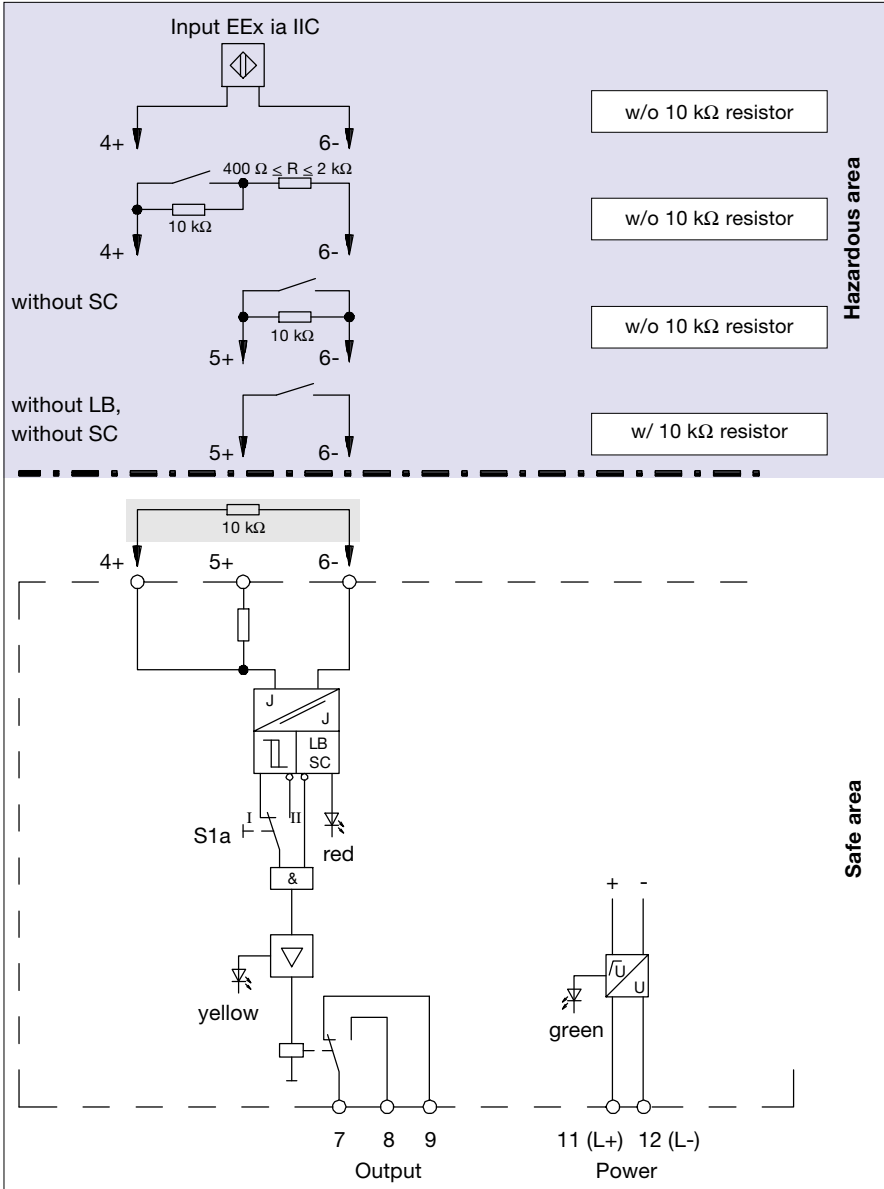 Input EEx ia IIC
4+ 6-
w/o 10 kΩ resistor
400 Ω ≤ R ≤ 2 kΩ
10 kΩ
4+ 6-
w/o 10 kΩ resistor
Hazardous area
without SC
10 kΩ
5+ 6-
w/o 10 kΩ resistor
without LB,
without SC
5+ 6-
w/ 10 kΩ resistor
10 kΩ
4+ 5+ 6-
J
J
LB
SC
I II
S1a
red
&
Safe area
+ -
yellow
U
U
green
7 8 9
11 (L+) 12 (L-)
Output
Power